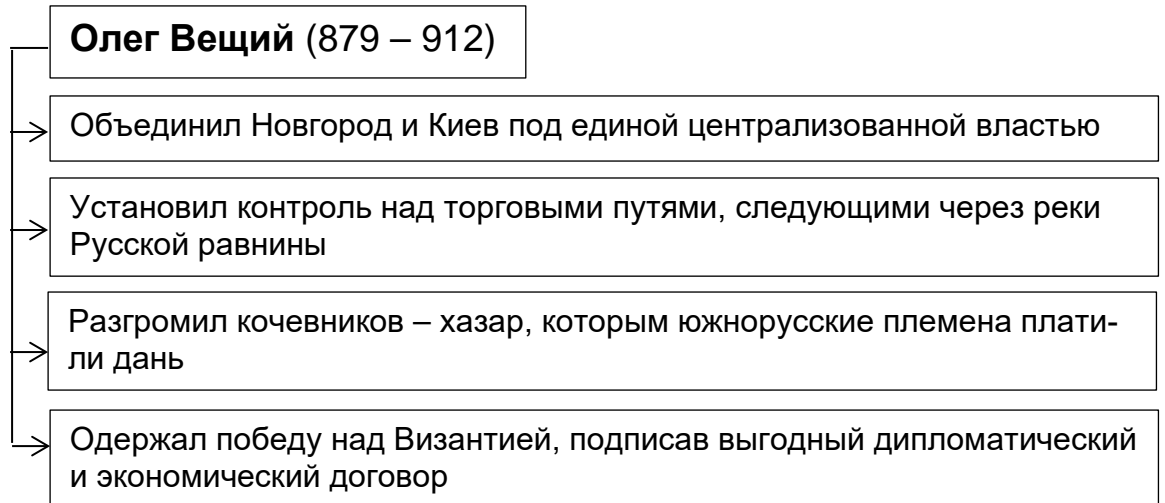 Олег Вещий (879 – 912)
Объединил Новгород и Киев под единой централизованной властью
Установил контроль над торговыми путями, следующими через реки
Русской равнины
Разгромил кочевников – хазар, которым южнорусские племена плати-
ли дань
Одержал победу над Византией, подписав выгодный дипломатический
и экономический договор